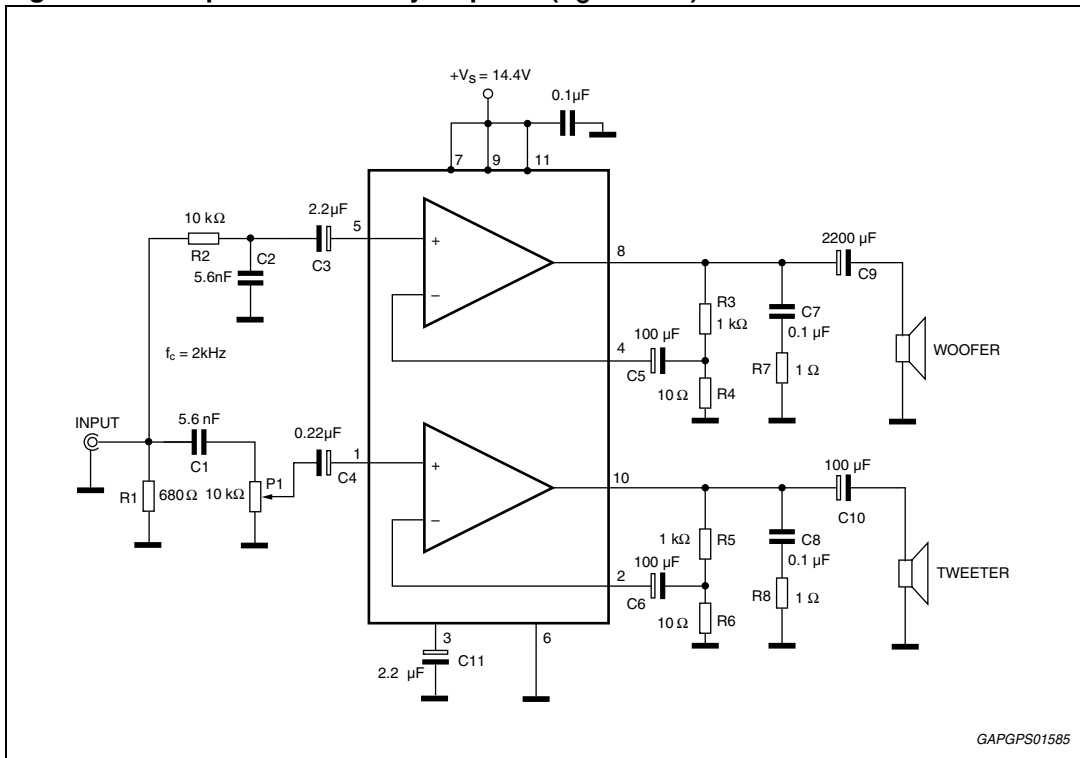 +VS = 14.4V
0.1µF
7 9 11
10 kΩ
R2
C2
5.6nF
2.2µF
C3
5
+
–
8
2200 µF
C9
R3
1 kΩ
C7
0.1 µF
R7
1 Ω
WOOFER
4
100 µF
C5
10 Ω
R4
fc = 2kHz
INPUT
5.6 nF
C1
R1
680 Ω
10 kΩ
P1
0.22µF
C4
1
+
–
10
100 µF
C10
1 kΩ
R5
C8
0.1 µF
R8
1 Ω
TWEETER
2
100 µF
C6
10 Ω
R6
3
6
2.2 µF
C11
GAPGPS01585